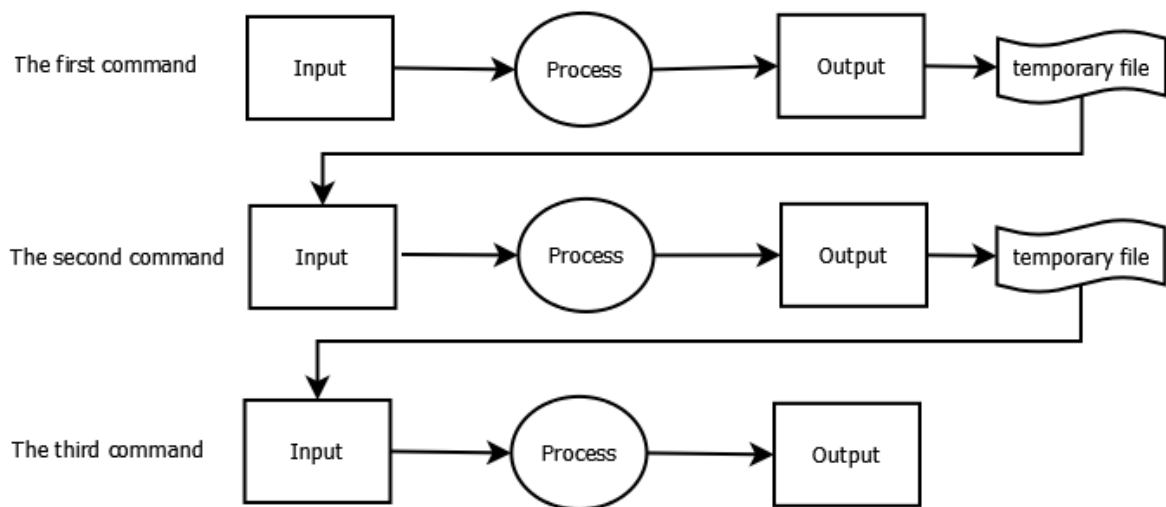 The first command
Input
Process
Output
temporary file
The second command
Input
Process
Output
temporary file
The third command
Input
Process
Output